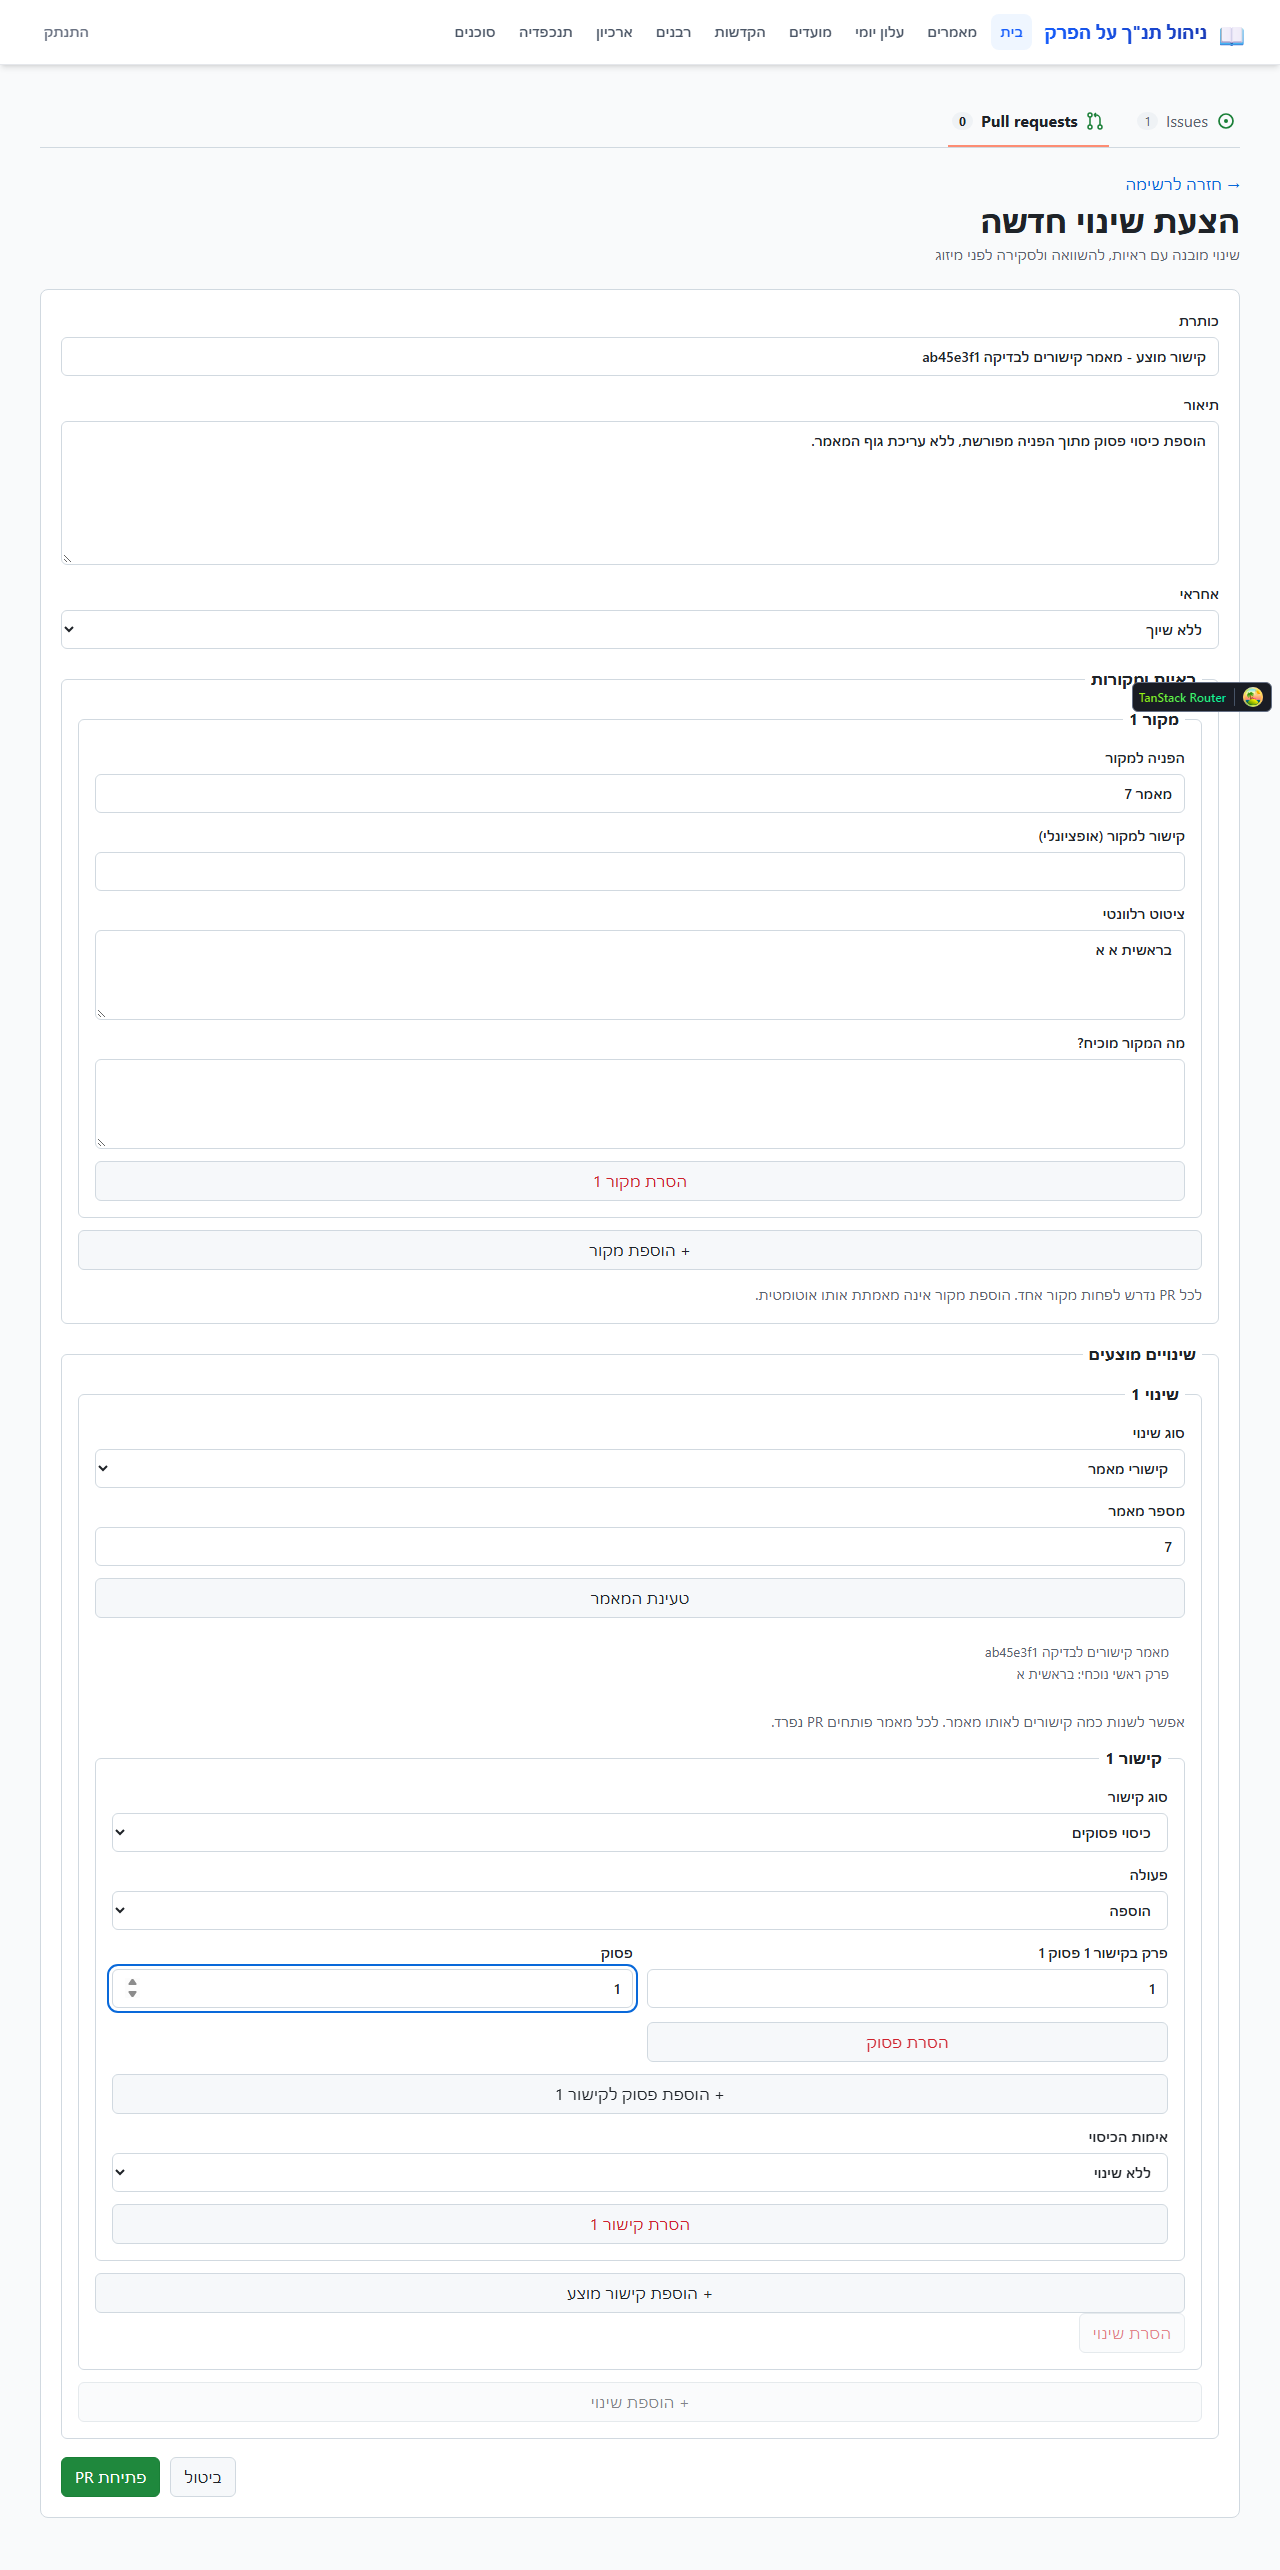 ניהול תנ"ך על הפרק
בית
מאמרים
עלון יומי
מועדים
הקדשות
רבנים
ארכיון
תנכפדיה
סוכנים
התנתק
Issues 1
Pull requests 0
→ חזרה לרשימה
הצעת שינוי חדשה
שינוי מובנה עם ראיות, להשוואה ולסקירה לפני מיזוג
כותרת
קישור מוצע - מאמר קישורים לבדיקה ab45e3f1
תיאור
הוספת כיסוי פסוק מתוך הפניה מפורשת, ללא עריכת גוף המאמר.
אחראי
ללא שיוך
ראיות ומקורות
TanStack Router
מקור 1
הפניה למקור
מאמר 7
קישור למקור (אופציונלי)
ציטוט רלוונטי
בראשית א א
מה המקור מוכיח?
הסרת מקור 1
+ הוספת מקור
לכל PR נדרש לפחות מקור אחד. הוספת מקור אינה מאמתת אותו אוטומטית.
שינויים מוצעים
שינוי 1
סוג שינוי
קישורי מאמר
מספר מאמר
7
טעינת המאמר
מאמר קישורים לבדיקה ab45e3f1
פרק ראשי נוכחי: בראשית א
אפשר לשנות כמה קישורים לאותו מאמר. לכל מאמר פותחים PR נפרד.
קישור 1
סוג קישור
כיסוי פסוקים
פעולה
הוספה
פרק בקישור 1 פסוק 1
פסוק
1
1
הסרת פסוק
+ הוספת פסוק לקישור 1
אימות הכיסוי
ללא שינוי
הסרת קישור 1
+ הוספת קישור מוצע
הסרת שינוי
+ הוספת שינוי
ביטול
פתיחת PR